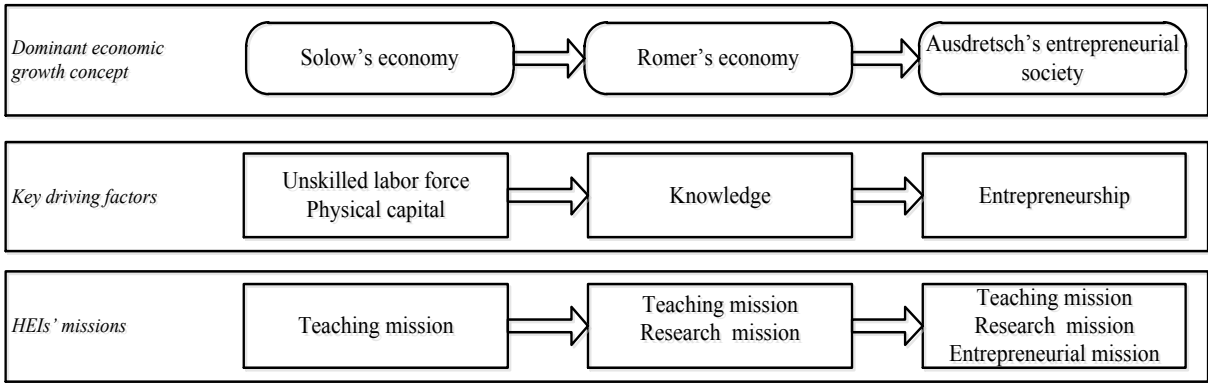 Dominant economic
growth concept
Solow’s economy
Romer’s economy
Ausdretsch’s entrepreneurial
society
Key driving factors
Unskilled labor force
Physical capital
Knowledge
Entrepreneurship
HEIs’ missions
Teaching mission
Teaching mission
Research mission
Teaching mission
Research mission
Entrepreneurial mission